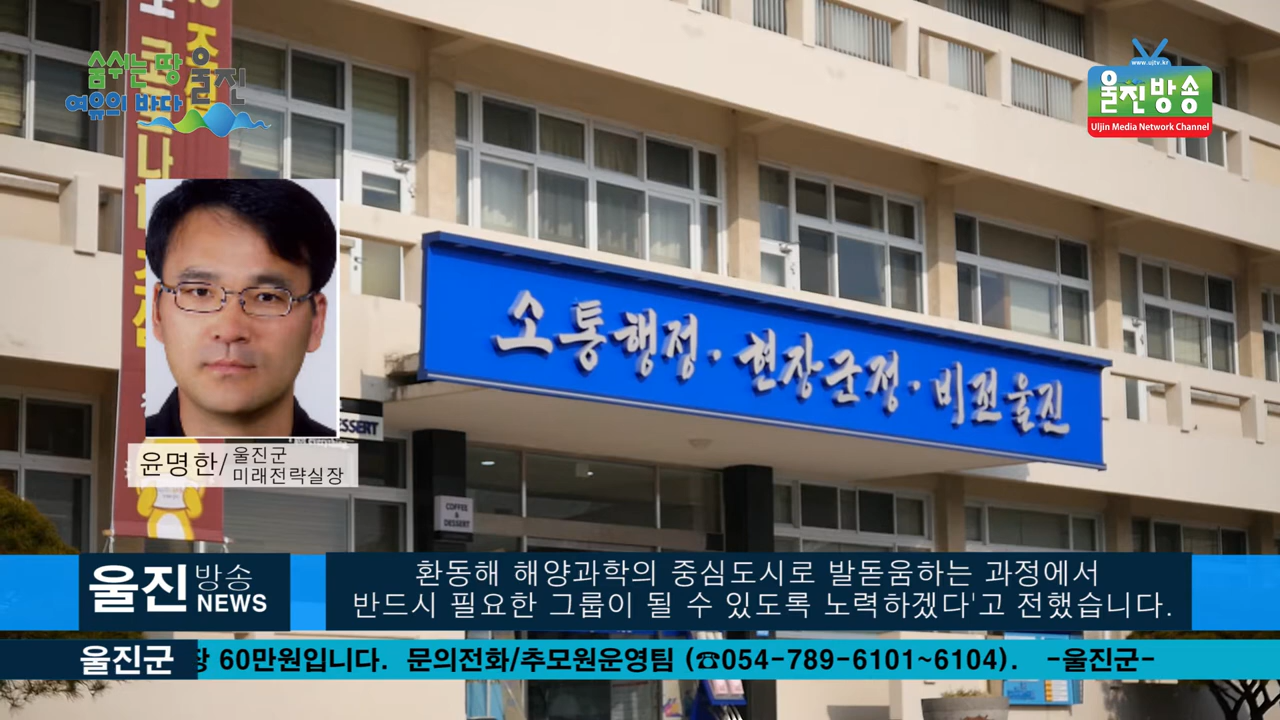 숨쉬는 땅
여유의 바다
울진
www.ujtv.kr
울진방송
Uljin Media Network Channel
소통행정·현장군정·비전울진
DESSERT
윤명한/울진군
미래전략실장
COFFEE
&
DESSERT
울진방송
NEWS
환동해 해양과학의 중심도시로 발돋움하는 과정에서
반드시 필요한 그룹이 될 수 있도록 노력하겠다'고 전했습니다.
울진군
장 60만원입니다. 문의전화/추모원운영팀 (☎054-789-6101~6104). -울진군-